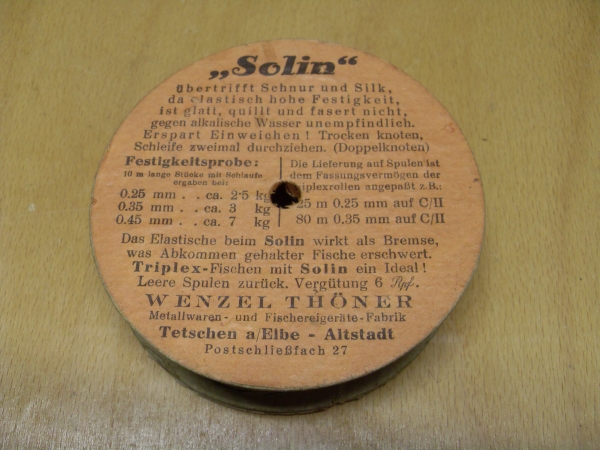 „Solin“
übertrifft Schnur und Silk,
da elastisch hohe Festigkeit,
ist glatt, quillt und fasert nicht,
gegen alkalische Wasser unempfindlich.
Erspart Einweichen! Trocken knoten,
Schleife zweimal durchziehen. (Doppelknoten)
Festigkeitsprobe:
10 m lange Stücke mit Schlaufe
ergaben bei:
0.25 mm . . ca. 2·5 kg
0.35 mm . . ca. 3 kg
0.45 mm . . ca. 7 kg
Die Lieferung auf Spulen ist
dem Fassungsvermögen der
iplexrollen angepaßt z.B.:
25 m 0.25 mm auf C/II
80 m 0.35 mm auf C/II
Das Elastische beim Solin wirkt als Bremse,
was Abkommen gehakter Fische erschwert.
Triplex-Fischen mit Solin ein Ideal!
Leere Spulen zurück. Vergütung 6 Rpf.
WENZEL THÖNER
Metallwaren- und Fischereigeräte-Fabrik
Tetschen a/Elbe - Altstadt
Postschließfach 27